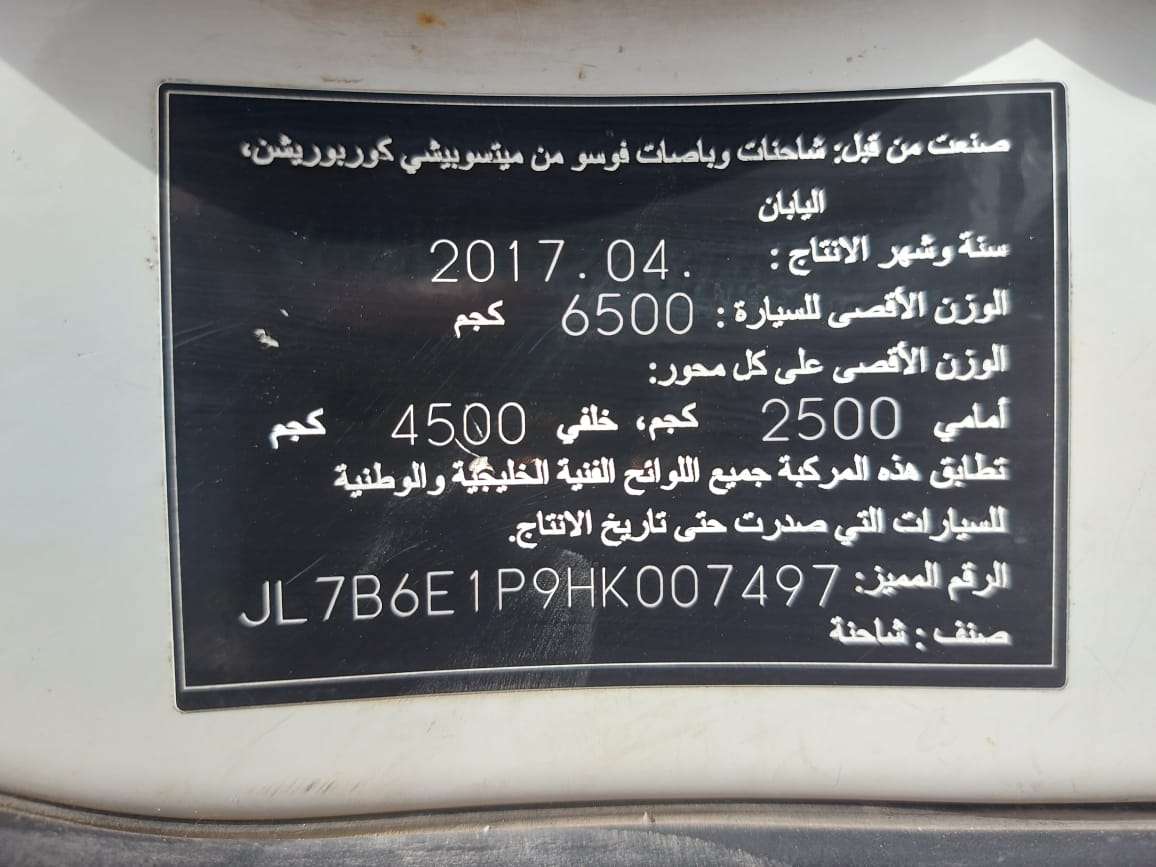 صنعت من قبل: شاحنات وباصات فوسو من ميتسوبيشي كوربوريشن،
اليابان
سنة وشهر الانتاج : 2017.04.
الوزن الأقصى للسيارة : 6500 كجم
الوزن الأقصى على كل محور:
أمامي 2500 كجم، خلفي 4500 كجم
تطابق هذه المركبة جميع اللوائح الفنية الخليجية والوطنية
للسيارات التي صدرت حتى تاريخ الانتاج.
الرقم المميز: JL7B6E1P9HK007497
صنف : شاحنة